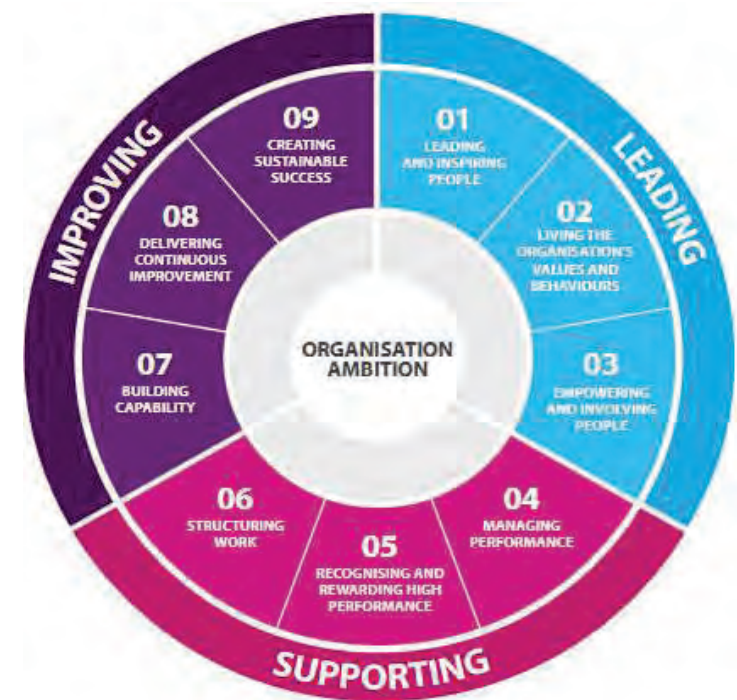 LEADING
01
LEADING
AND INSPIRING
PEOPLE
02
LIVING THE
ORGANISATION'S
VALUES AND
BEHAVIOURS
03
EMPOWERING
AND INVOLVING
PEOPLE
SUPPORTING
04
MANAGING
PERFORMANCE
05
RECOGNISING AND
REWARDING HIGH
PERFORMANCE
06
STRUCTURING
WORK
IMPROVING
07
BUILDING
CAPABILITY
08
DELIVERING
CONTINUOUS
IMPROVEMENT
09
CREATING
SUSTAINABLE
SUCCESS
ORGANISATION
AMBITION